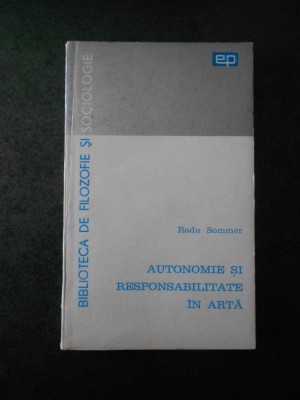 ep
BIBLIOTECA DE FILOZOFIE ȘI SOCIOLOGIE
Radu Sommer
AUTONOMIE ȘI
RESPONSABILITATE
ÎN ARTĂ